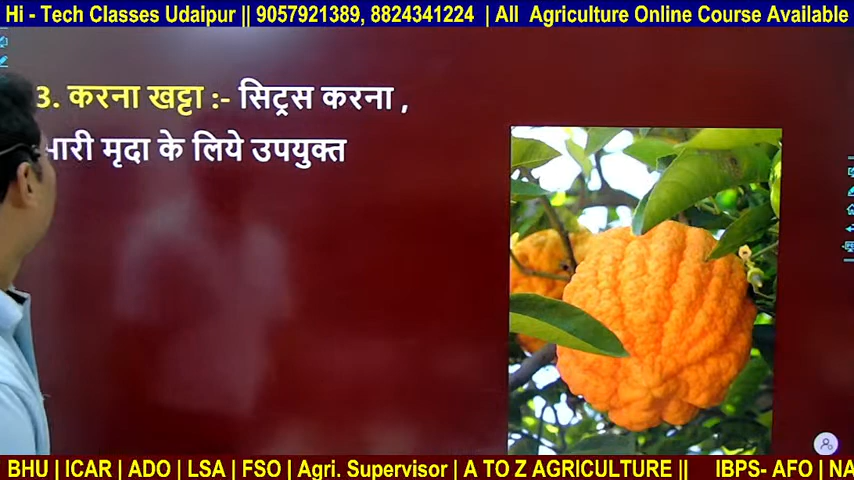 Hi - Tech Classes Udaipur || 9057921389, 8824341224 | All Agriculture Online Course Available
3. करना खट्टा :- सिट्रस करना ,
मृदा के लिये उपयुक्त
BHU | ICAR | ADO | LSA | FSO | Agri. Supervisor | A TO Z AGRICULTURE || IBPS- AFO | NA